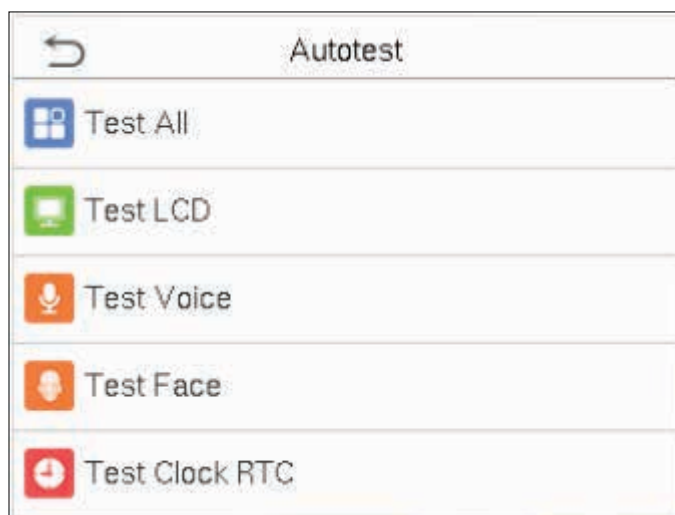 Autotest
Test All
Test LCD
Test Voice
Test Face
Test Clock RTC